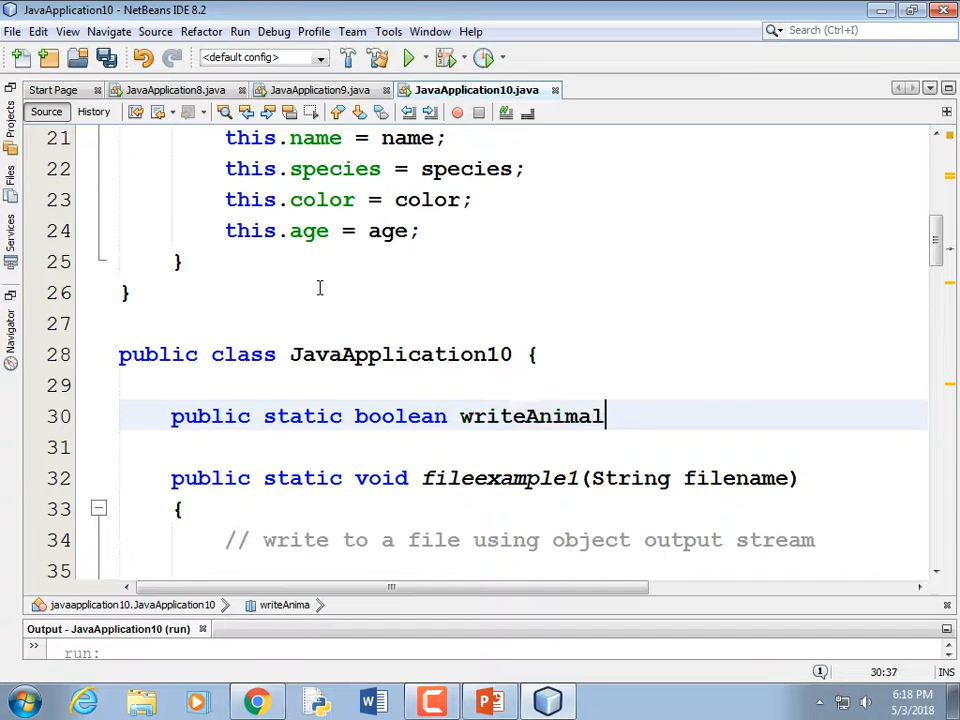 JavaApplication10 - NetBeans IDE 8.2
File Edit View Navigate Source Refactor Run Debug Profile Team Tools Window Help
Search (Ctrl+I)
<default config>
Start Page JavaApplication8.java JavaApplication9.java JavaApplication10.java
Source History
Projects
Files
Services
Navigator
21 this.name = name;
22 this.species = species;
23 this.color = color;
24 this.age = age;
25 }
26 }
27
28 public class JavaApplication10 {
29
30 public static boolean writeAnimal
31
32 public static void fileexample1(String filename)
33 {
34 // write to a file using object output stream
35
javaapplication10.JavaApplication10 writeAnima
Output - JavaApplication10 (run)
run:
1 30:37 INS
6:18 PM
5/3/2018